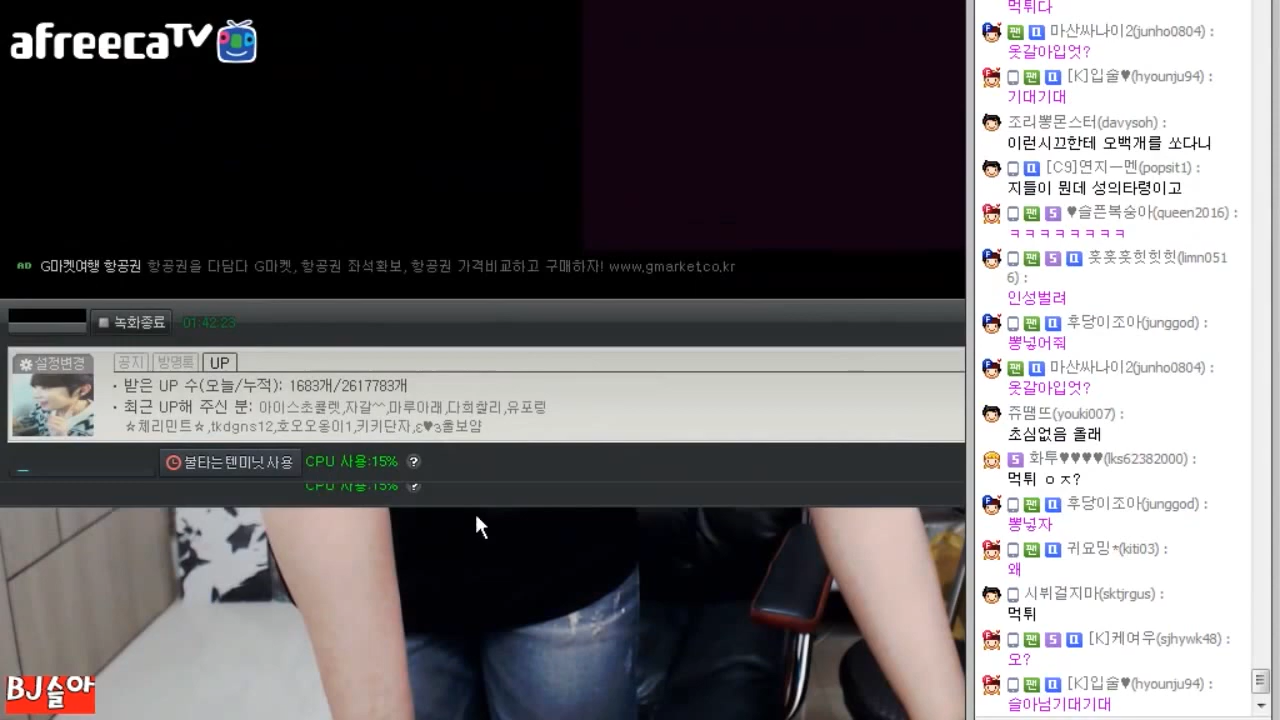 afreecaTV
AD G마켓여행 항공권 항공권을 다담다 G마켓, 항공권 분석정보, 항공권 가격비교하고 구매하자! www.gmarket.co.kr
녹화종료 01:42:23
설정변경
공지 방명록 UP
· 받은 UP 수(오늘/누적): 1683개/2617783개
· 최근 UP해 주신 분: 아이스초쿌렛,자갈^^,마루아래,다희할리,유포링
☆체리민트☆,tkdgns12,호오고옿이,키키단자,ε♥з홀보얌
불타는텐미닛 사용 CPU 사용:15% ?
CPU 사용:15% ?
BJ슬아
먹튀다
팬 마산싸나이2(junho0804) :
옷갈아입엇?
팬 [K]입술♥(hyounju94) :
기대기대
조리뽕몬스터(davysoh) :
이런시끄한테 오백개를 쏘다니
[C9]연지ㅡ멘(popsit1) :
지들이 뭔데 성의타령이고
팬 S ♥슬픈복숭아(queen2016) :
ㅋㅋㅋㅋㅋㅋㅋㅋ
팬 S 훗훗훗힛힛힛(limn051
6) :
인성벌려
팬 후당이조아(junggod) :
뽕넣어줘
팬 마산싸나이2(junho0804) :
옷갈아입엇?
쥬땜뜨(youki007) :
초심없음 올래
S 화투♥♥♥♥(lks62382000) :
먹튀 ㅇㅈ?
팬 후당이조아(junggod) :
뽕넣자
팬 귀요밍*(kiti03) :
왜
시뷔걸지마(sktjrgus) :
먹튀
팬 S [K]케여우(sjhywk48) :
오?
팬 [K]입술♥(hyounju94) :
슬아넘기대기대